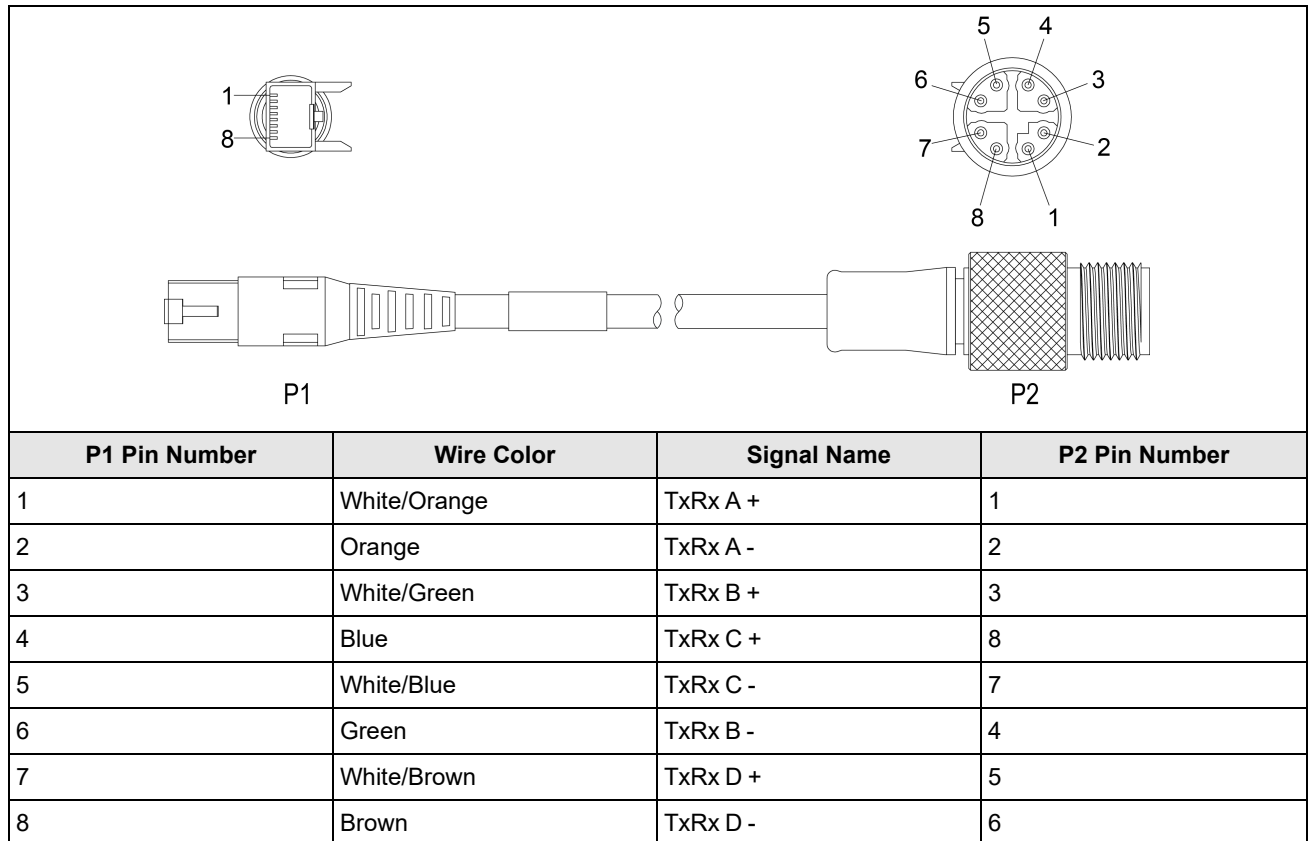 5 4
6 3
1
8
7 2
8 1
P1 P2
P1 Pin Number Wire Color Signal Name P2 Pin Number
1 White/Orange TxRx A + 1
2 Orange TxRx A - 2
3 White/Green TxRx B + 3
4 Blue TxRx C + 8
5 White/Blue TxRx C - 7
6 Green TxRx B - 4
7 White/Brown TxRx D + 5
8 Brown TxRx D - 6